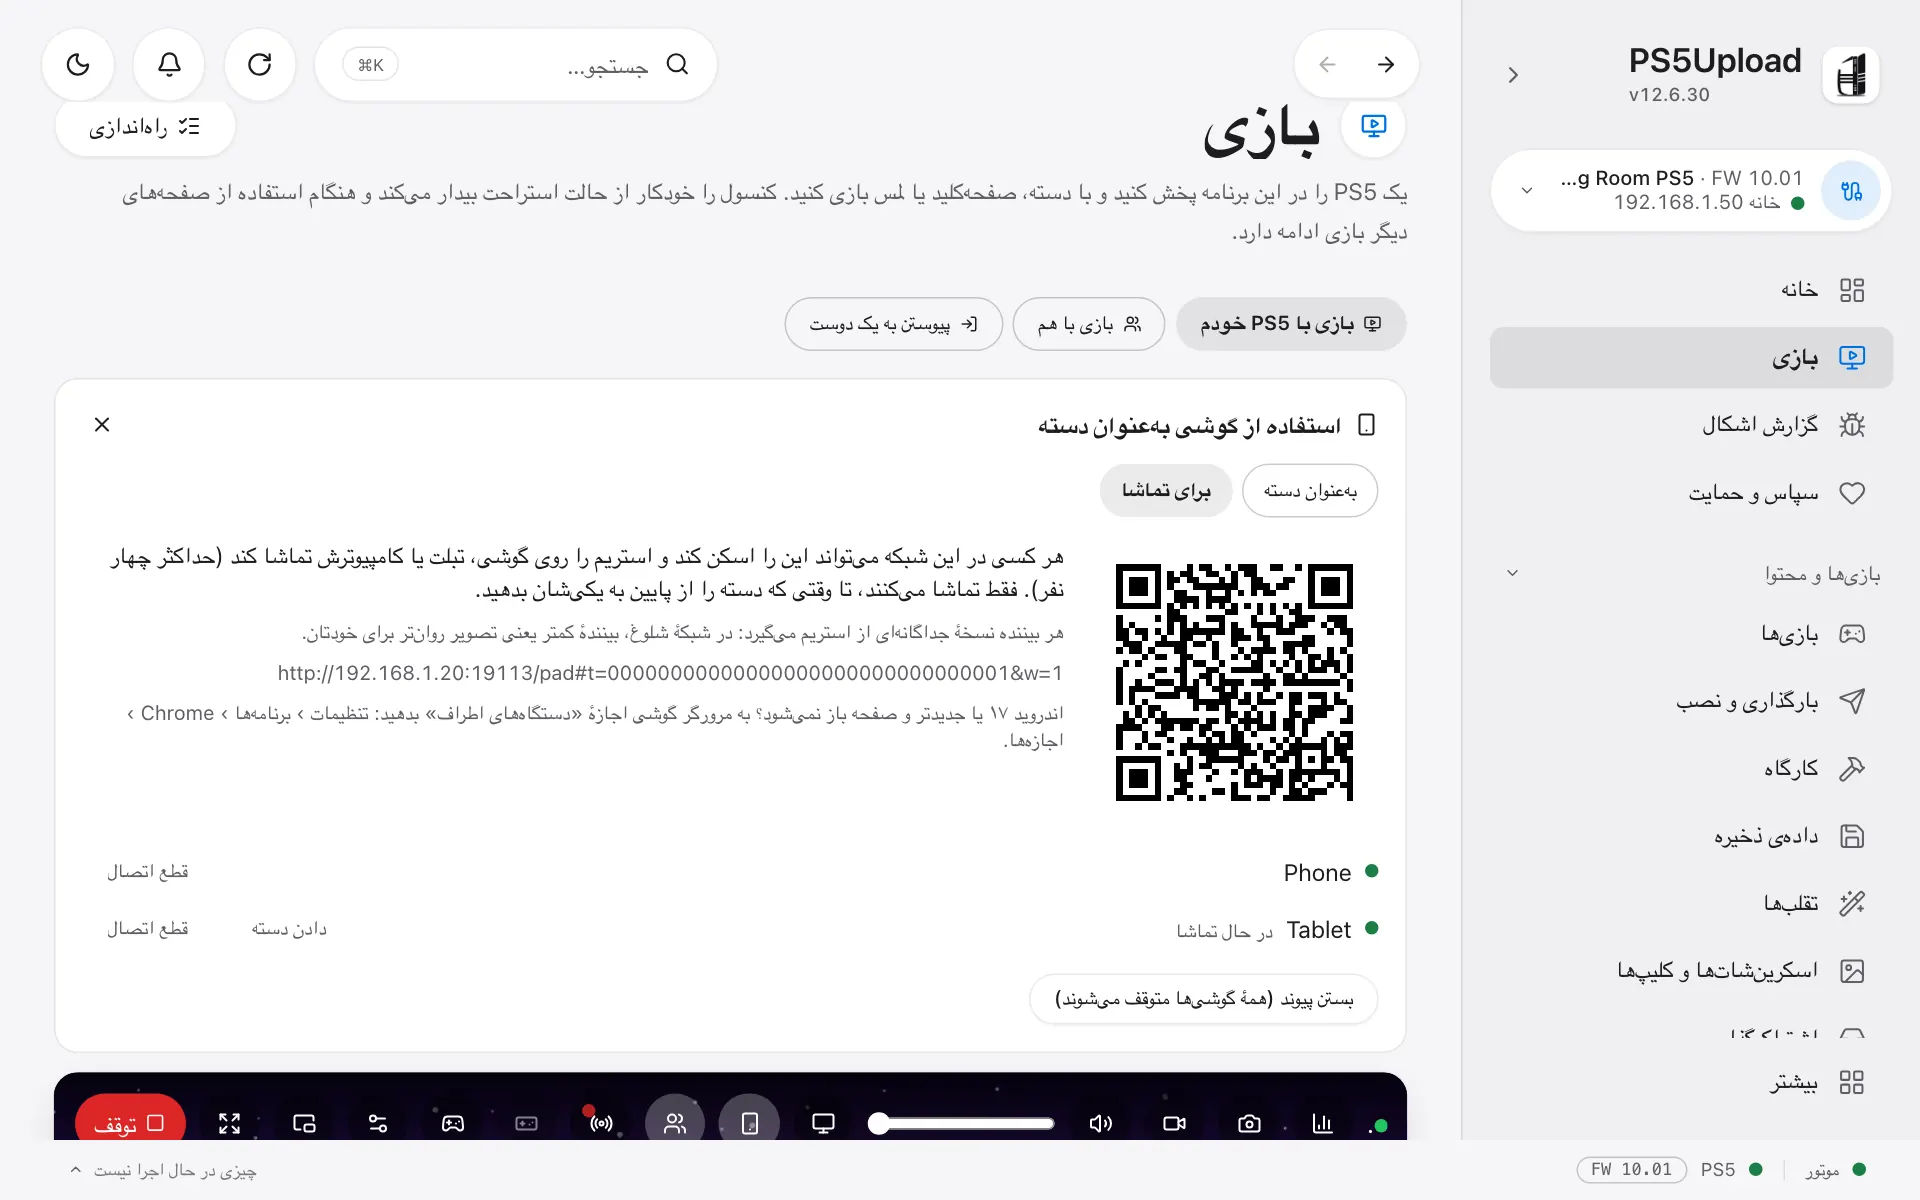 PS5Upload
v12.6.30
...g Room PS5 · FW 10.01
خانه 192.168.1.50
خانه
بازی
گزارش اشکال
سپاس و حمایت
بازی‌ها و محتوا
بازی‌ها
بارگذاری و نصب
کارگاه
داده‌ی ذخیره
تقلب‌ها
اسکرین‌شات‌ها و کلیپ‌ها
بیشتر
جستجو...
⌘K
بازی
راه‌اندازی
یک PS5 را در این برنامه پخش کنید و با دسته، صفحه‌کلید یا لمس بازی کنید. کنسول را خودکار از حالت استراحت بیدار می‌کند و هنگام استفاده از صفحه‌های
دیگر بازی ادامه دارد.
بازی با PS5 خودم
بازی با هم
پیوستن به یک دوست
استفاده از گوشی به‌عنوان دسته
به‌عنوان دسته
برای تماشا
هر کسی در این شبکه می‌تواند این را اسکن کند و استریم را روی گوشی، تبلت یا کامپیوترش تماشا کند (حداکثر چهار
نفر). فقط تماشا می‌کنند، تا وقتی که دسته را از پایین به یکی‌شان بدهید.
هر بیننده نسخهٔ جداگانه‌ای از استریم می‌گیرد: در شبکهٔ شلوغ، بینندهٔ کمتر یعنی تصویر روان‌تر برای خودتان.
http://192.168.1.20:19113/pad#t=00000000000000000000000000000001&w=1
اندروید ۱۷ یا جدیدتر و صفحه باز نمی‌شود؟ به مرورگر گوشی اجازهٔ «دستگاه‌های اطراف» بدهید: تنظیمات › برنامه‌ها › Chrome ›
اجازه‌ها.
Phone
قطع اتصال
Tablet در حال تماشا
دادن دسته
قطع اتصال
بستن پیوند (همهٔ گوشی‌ها متوقف می‌شوند)
توقف
موتور
PS5
FW 10.01
چیزی در حال اجرا نیست